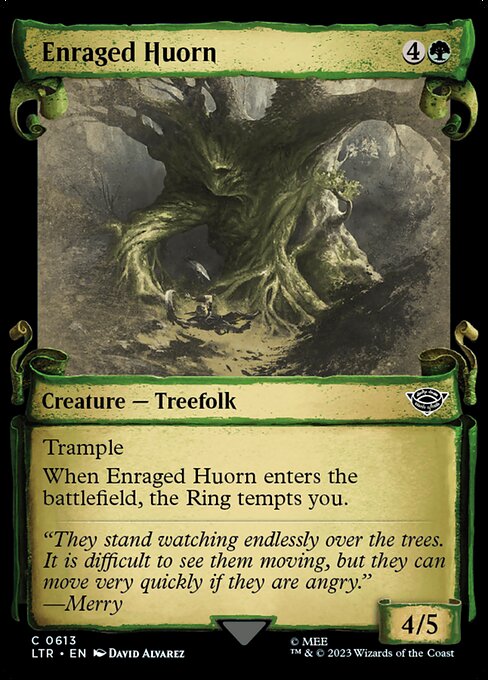 Enraged Huorn 4
Creature — Treefolk
Trample
When Enraged Huorn enters the
battlefield, the Ring tempts you.
“They stand watching endlessly over the trees.
It is difficult to see them moving, but they can
move very quickly if they are angry.”
—Merry
4/5
C 0613
LTR • EN DAVID ALVAREZ
© MEE
™ & © 2023 Wizards of the Coast